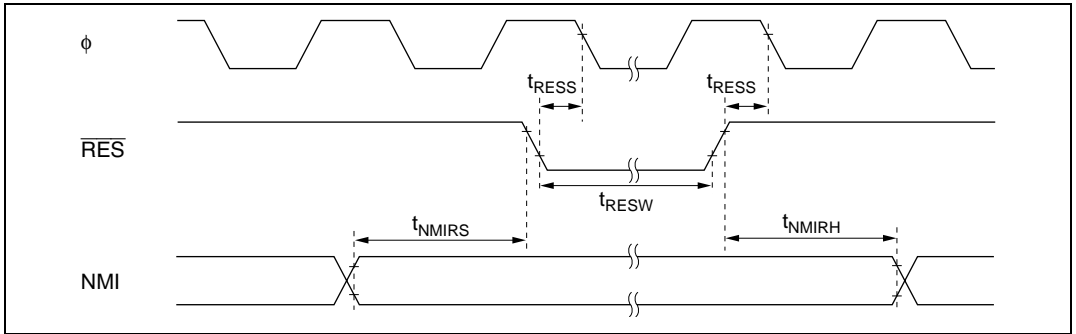 ϕ
tRESS tRESS
RES
tRESW
tNMIRS tNMIRH
NMI